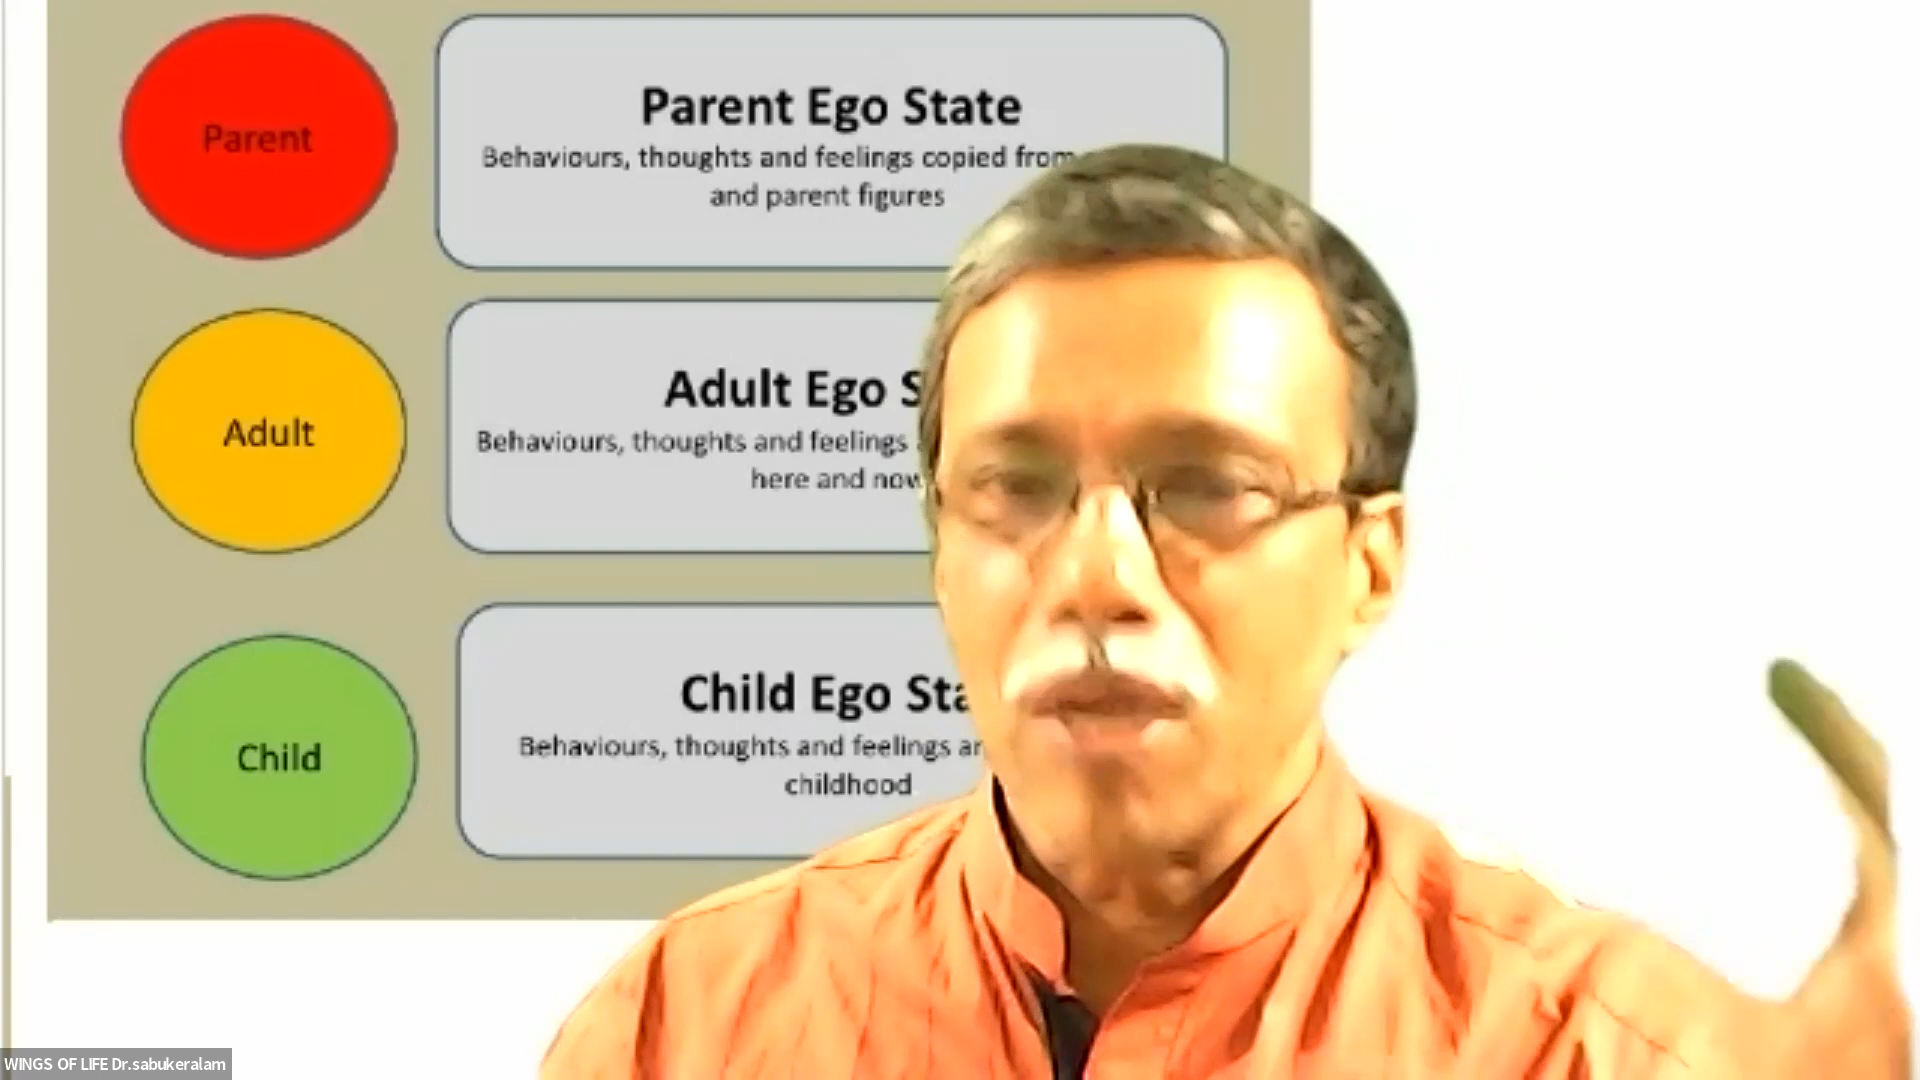 Parent
Parent Ego State
Behaviours, thoughts and feelings copied from
and parent figures
Adult
Adult Ego
Behaviours, thoughts and feelings
here and now
Child
Child Ego
Behaviours, thoughts and feelings
childhood
WINGS OF LIFE Dr.sabukeralam